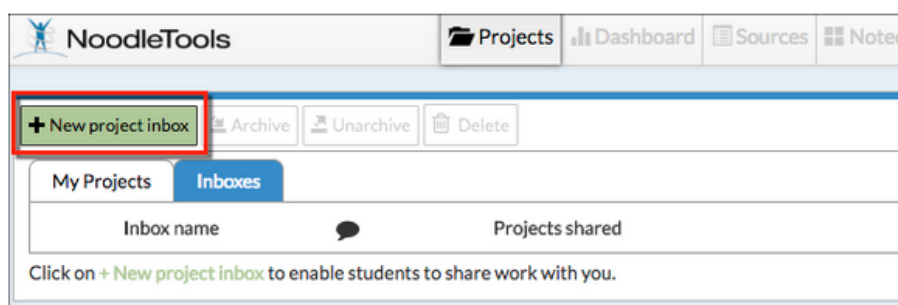 NoodleTools Projects Dashboard Sources
+ New project inbox Archive Unarchive Delete
My Projects Inboxes
Inbox name Projects shared
Click on + New project inbox to enable students to share work with you.